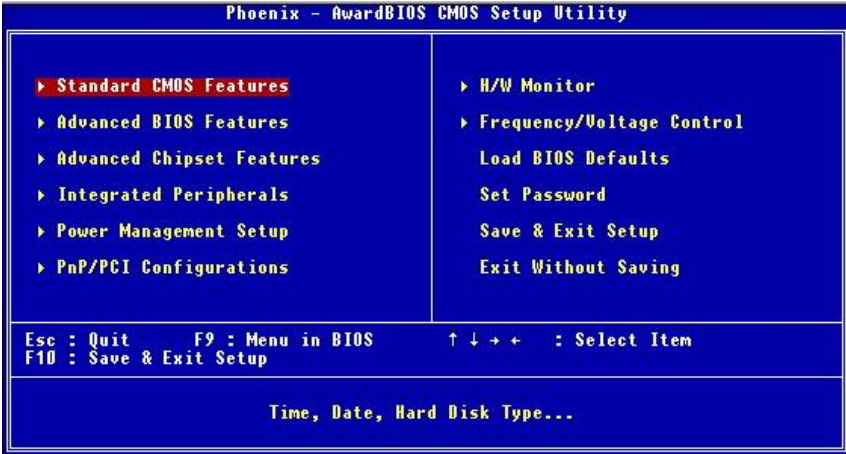 Phoenix - AwardBIOS CMOS Setup Utility
▸ Standard CMOS Features
▸ Advanced BIOS Features
▸ Advanced Chipset Features
▸ Integrated Peripherals
▸ Power Management Setup
▸ PnP/PCI Configurations
▸ H/W Monitor
▸ Frequency/Voltage Control
Load BIOS Defaults
Set Password
Save & Exit Setup
Exit Without Saving
Esc : Quit F9 : Menu in BIOS ↑ ↓ → ← : Select Item
F10 : Save & Exit Setup
Time, Date, Hard Disk Type...